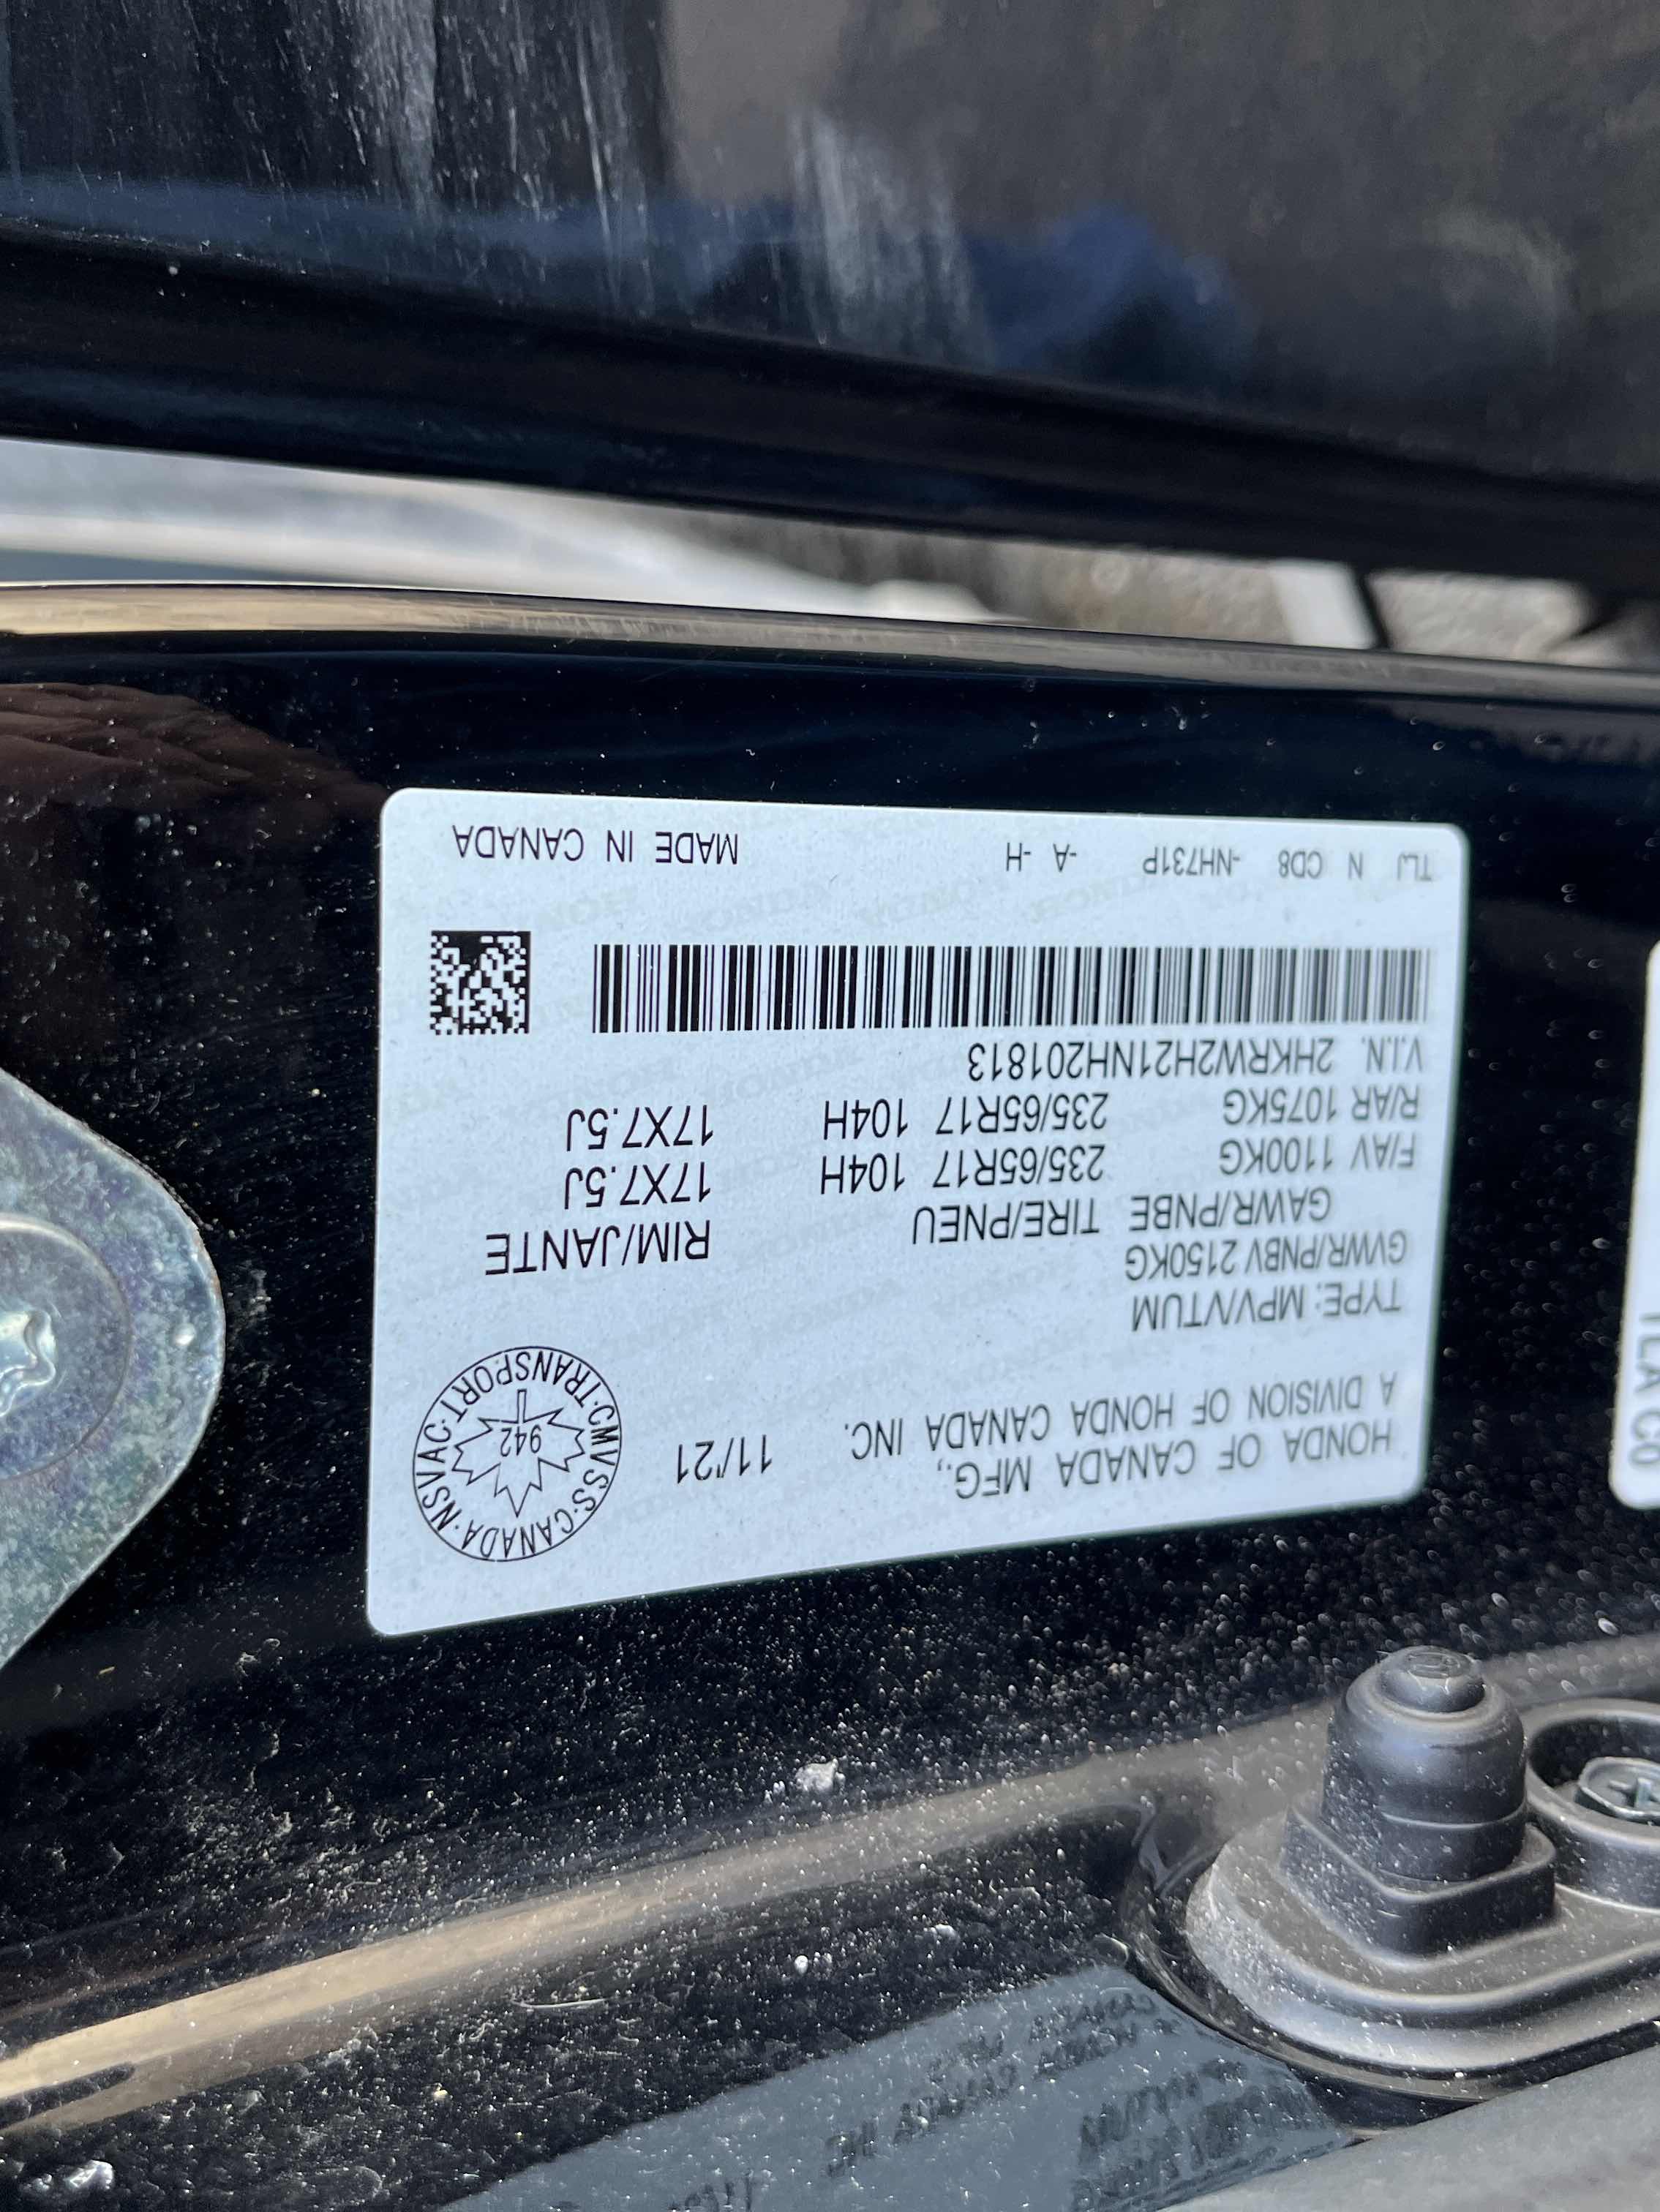 HONDA OF CANADA MFG.,
A DIVISION OF HONDA CANADA INC. 11/'21
CMVSS·CANADA·NSVAC·TRANSPORT·
942
TYPE: MPV/VTUM
GVWR/PNBV 2150KG
GAWR/PNBE TIRE/PNEU RIM/JANTE
F/AV 1100KG 235/65R17 104H 17X7.5J
R/AR 1075KG 235/65R17 104H 17X7.5J
V.I.N. 2HKRW2H21NH201813
TLJ N CD8 -NH731P -A -H MADE IN CANADA